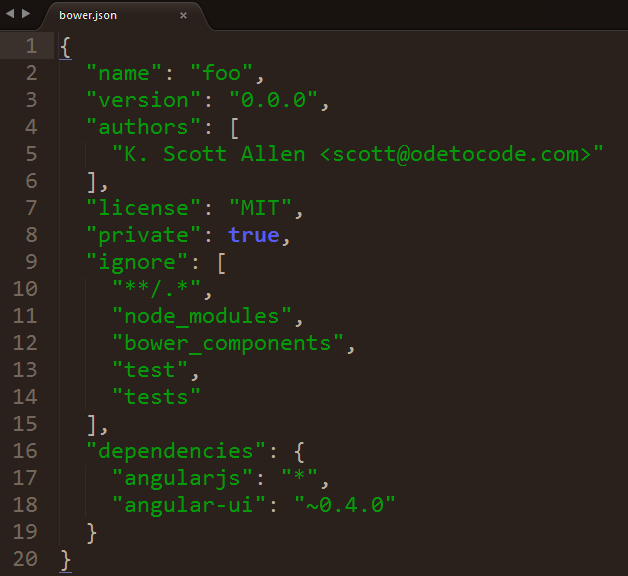 bower.json ×
1 {
2   "name": "foo",
3   "version": "0.0.0",
4   "authors": [
5     "K. Scott Allen <scott@odetocode.com>"
6   ],
7   "license": "MIT",
8   "private": true,
9   "ignore": [
10     "**/.*",
11     "node_modules",
12     "bower_components",
13     "test",
14     "tests"
15   ],
16   "dependencies": {
17     "angularjs": "*",
18     "angular-ui": "~0.4.0"
19   }
20 }